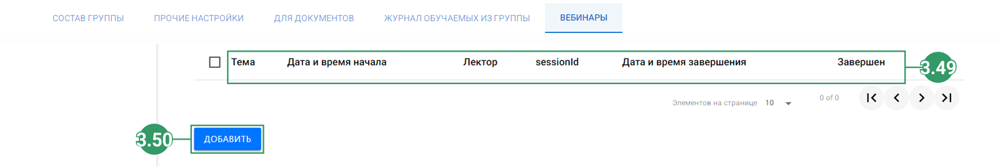 СОСТАВ ГРУППЫ ПРОЧИЕ НАСТРОЙКИ ДЛЯ ДОКУМЕНТОВ ЖУРНАЛ ОБУЧАЕМЫХ ИЗ ГРУППЫ ВЕБИНАРЫ
Тема Дата и время начала Лектор sessionId Дата и время завершения Завершен 3.49
Элементов на странице 10 0 of 0
3.50 ДОБАВИТЬ